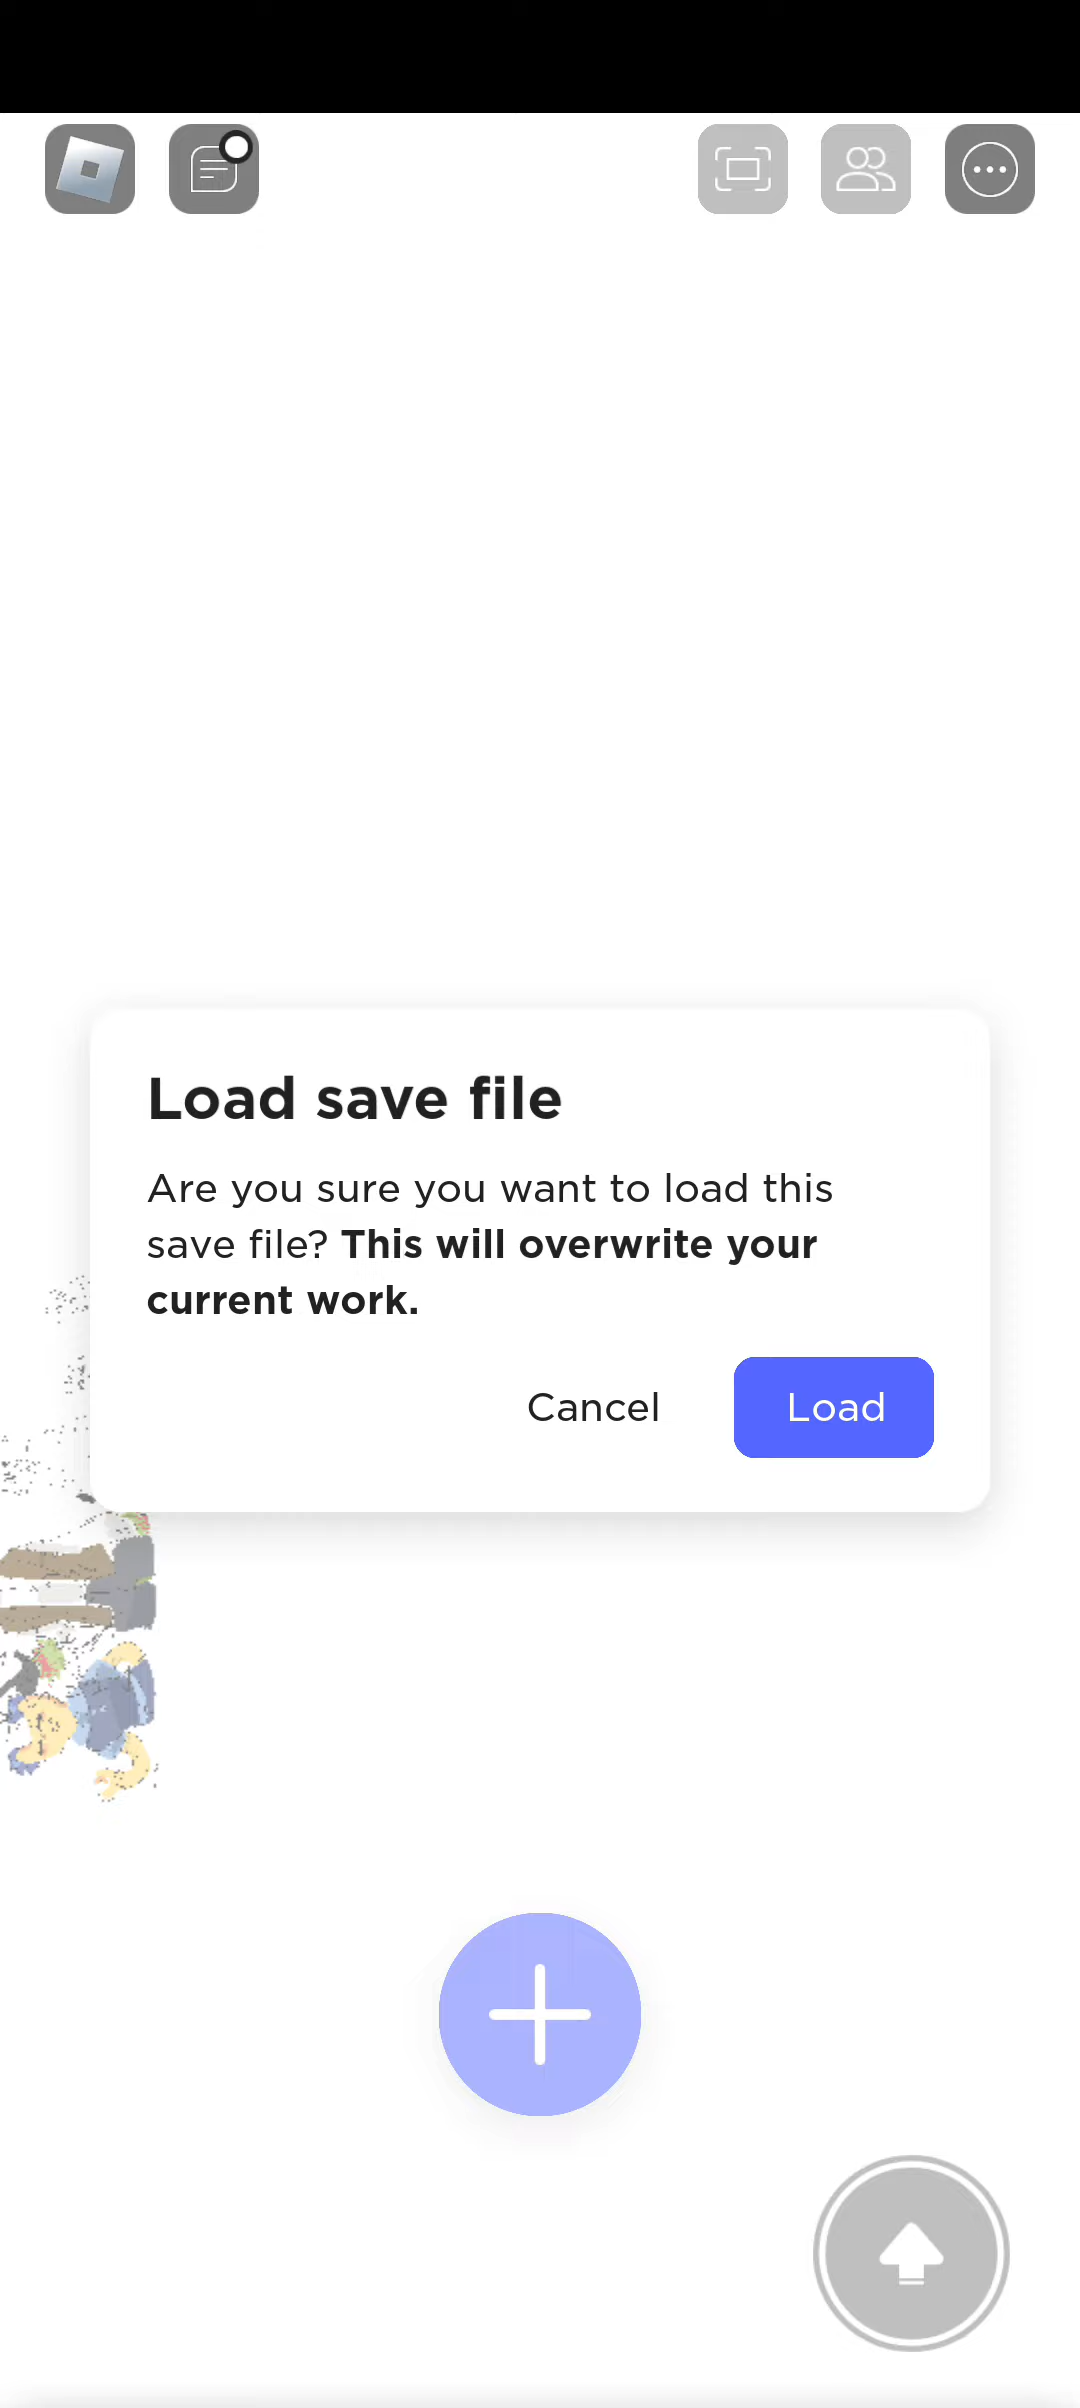 Load save file
Are you sure you want to load this
save file? This will overwrite your
current work.
Cancel
Load